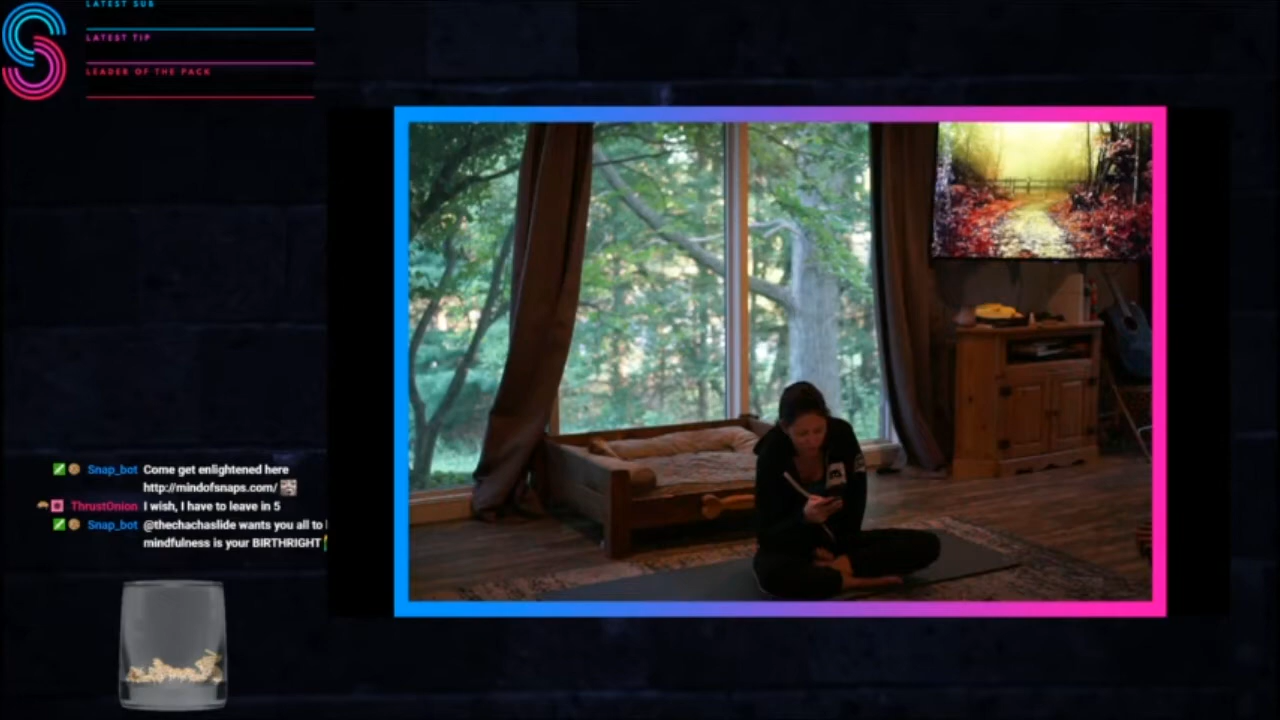 LATEST SUB
LATEST TIP
LEADER OF THE PACK
Snap_bot Come get enlightened here
http://mindofsnaps.com/
ThrustOnion I wish, I have to leave in 5
Snap_bot @thechachaslide wants you all to
mindfulness is your BIRTHRIGHT